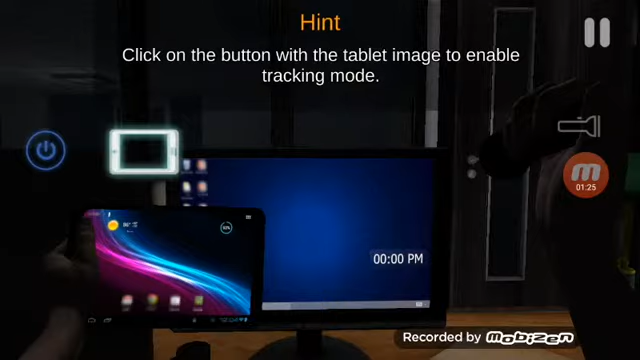 Hint
Click on the button with the tablet image to enable
tracking mode.
01:25
00:00 PM
Recorded by mobizen